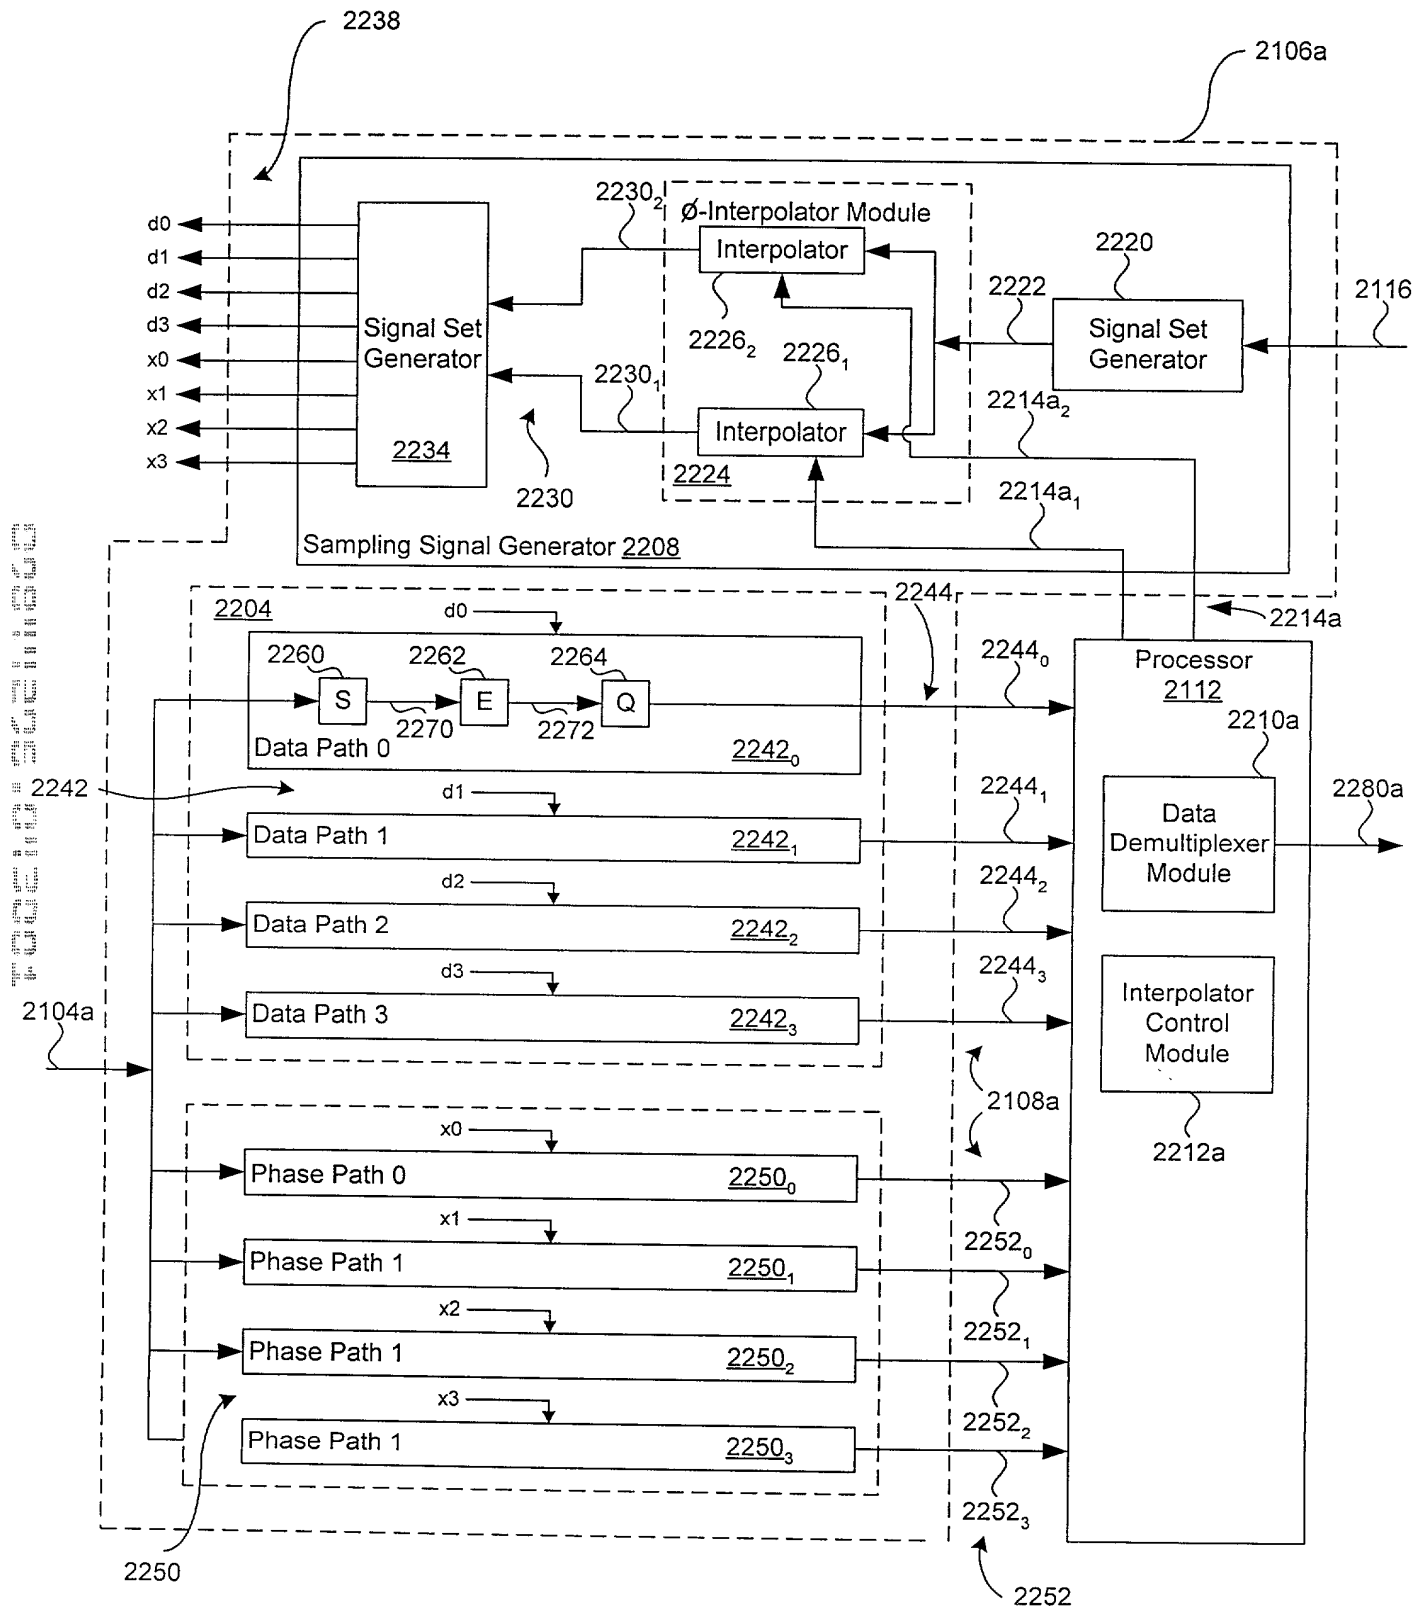 2238
2106a
2230₂
Ø-Interpolator Module
2220
d0
d1
d2
d3
x0
x1
x2
x3
Interpolator
2222
2116
Signal Set
Generator
2226₂
2226₁
Signal Set
Generator
2230₁
2214a₂
Interpolator
2234
2224
2230
2214a₁
Sampling Signal Generator 2208
2204
d0
2244
2214a
2260
2262
2264
2244₀
Processor
2112
S
E
Q
2270
2272
2210a
Data Path 0
2242₀
2242
d1
2244₁
2280a
Data Path 1
2242₁
Data
Demultiplexer
Module
d2
2244₂
Data Path 2
2242₂
d3
2244₃
2104a
Data Path 3
2242₃
Interpolator
Control
Module
2108a
x0
2212a
Phase Path 0
2250₀
x1
2252₀
Phase Path 1
2250₁
x2
2252₁
Phase Path 1
2250₂
x3
2252₂
Phase Path 1
2250₃
2252₃
2250
2252